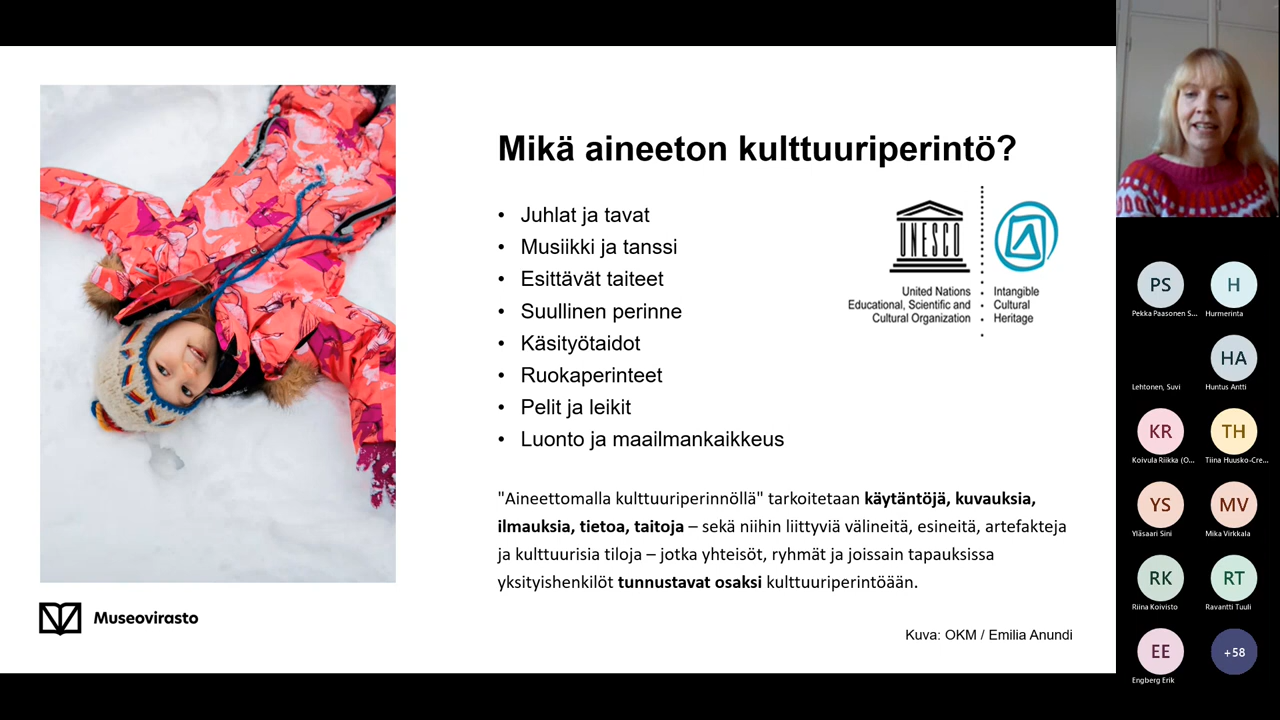 Mikä aineeton kulttuuriperintö?
• Juhlat ja tavat
• Musiikki ja tanssi
• Esittävät taiteet
• Suullinen perinne
• Käsityötaidot
• Ruokaperinteet
• Pelit ja leikit
• Luonto ja maailmankaikkeus
UNESCO
United Nations
Educational, Scientific and
Cultural Organization
Intangible
Cultural
Heritage
"Aineettomalla kulttuuriperinnöllä" tarkoitetaan käytäntöjä, kuvauksia,
ilmauksia, tietoa, taitoja – sekä niihin liittyviä välineitä, esineitä, artefakteja
ja kulttuurisia tiloja – jotka yhteisöt, ryhmät ja joissain tapauksissa
yksityishenkilöt tunnustavat osaksi kulttuuriperintöään.
Museovirasto
Kuva: OKM / Emilia Anundi
PS
H
Pekka Paasonen S...
Hurmerinta
HA
Lehtonen, Suvi
Huntus Antti
KR
TH
Koivula Riikka (O...
Tiina Huusko-Cre...
YS
MV
Yläsaari Sini
Mika Virkkala
RK
RT
Riina Koivisto
Ravantti Tuuli
EE
+58
Engberg Erik